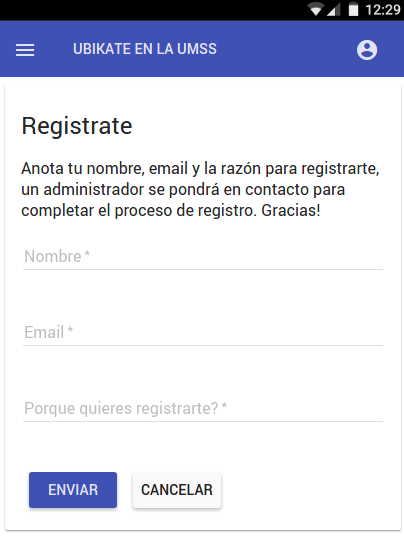 12:29
UBIKATE EN LA UMSS
Registrate
Anota tu nombre, email y la razón para registrarte,
un administrador se pondrá en contacto para
completar el proceso de registro. Gracias!
Nombre *
Email *
Porque quieres registrarte? *
ENVIAR CANCELAR